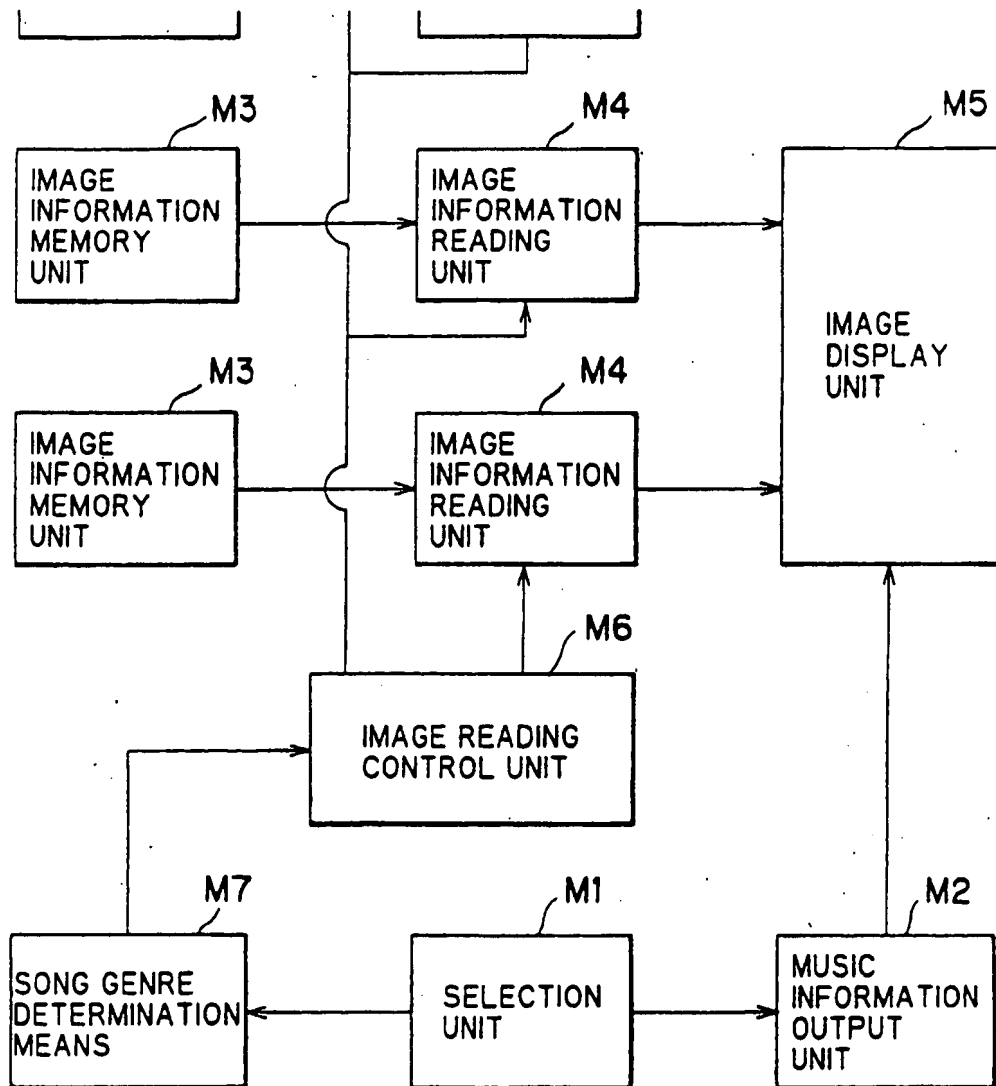 M3
M4
M5
IMAGE
INFORMATION
MEMORY
UNIT
IMAGE
INFORMATION
READING
UNIT
IMAGE
DISPLAY
UNIT
M3
M4
IMAGE
INFORMATION
MEMORY
UNIT
IMAGE
INFORMATION
READING
UNIT
M6
IMAGE READING
CONTROL UNIT
M7
M1
M2
SONG GENRE
DETERMINATION
MEANS
SELECTION
UNIT
MUSIC
INFORMATION
OUTPUT
UNIT